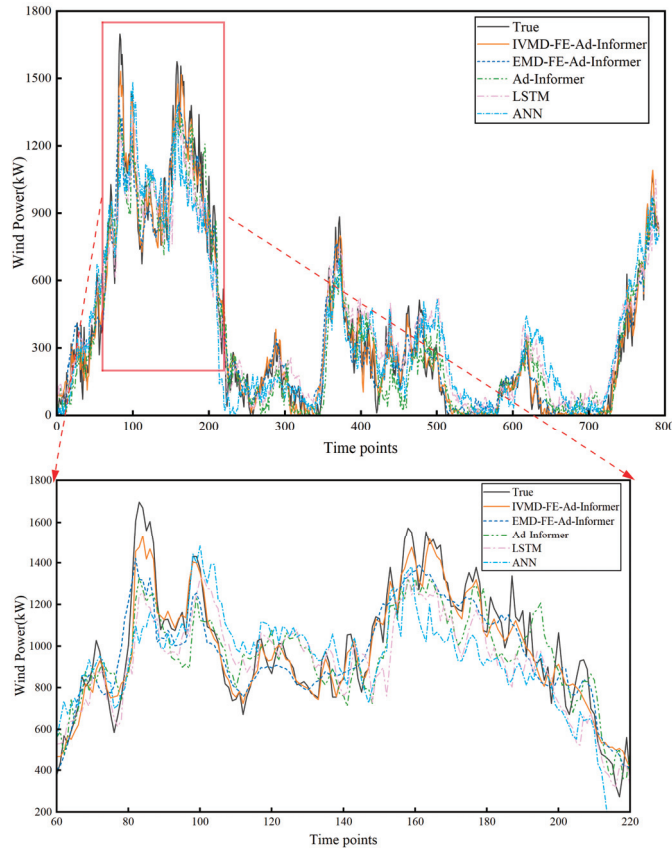 True
IVMD-FE-Ad-Informer
EMD-FE-Ad-Informer
Ad-Informer
LSTM
ANN
Wind Power(kW)
1800
1500
1200
900
600
300
0
0 100 200 300 400 500 600 700 800
Time points
True
IVMD-FE-Ad-Informer
EMD-FE-Ad-Informer
Ad-Informer
LSTM
ANN
Wind Power(kW)
1800
1600
1400
1200
1000
800
600
400
200
60 80 100 120 140 160 180 200 220
Time points